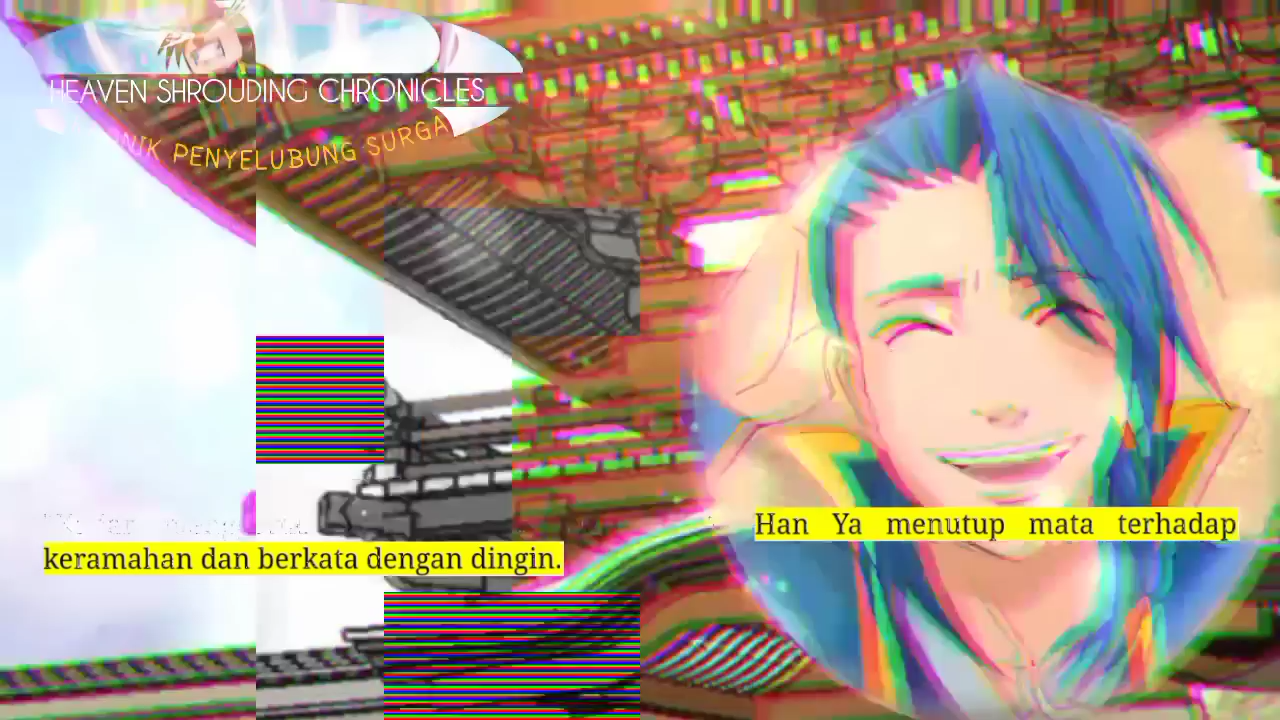 HEAVEN SHROUDING CHRONICLES
PENYELUBUNG SURGA
Han Ya menutup mata terhadap
keramahan dan berkata dengan dingin.